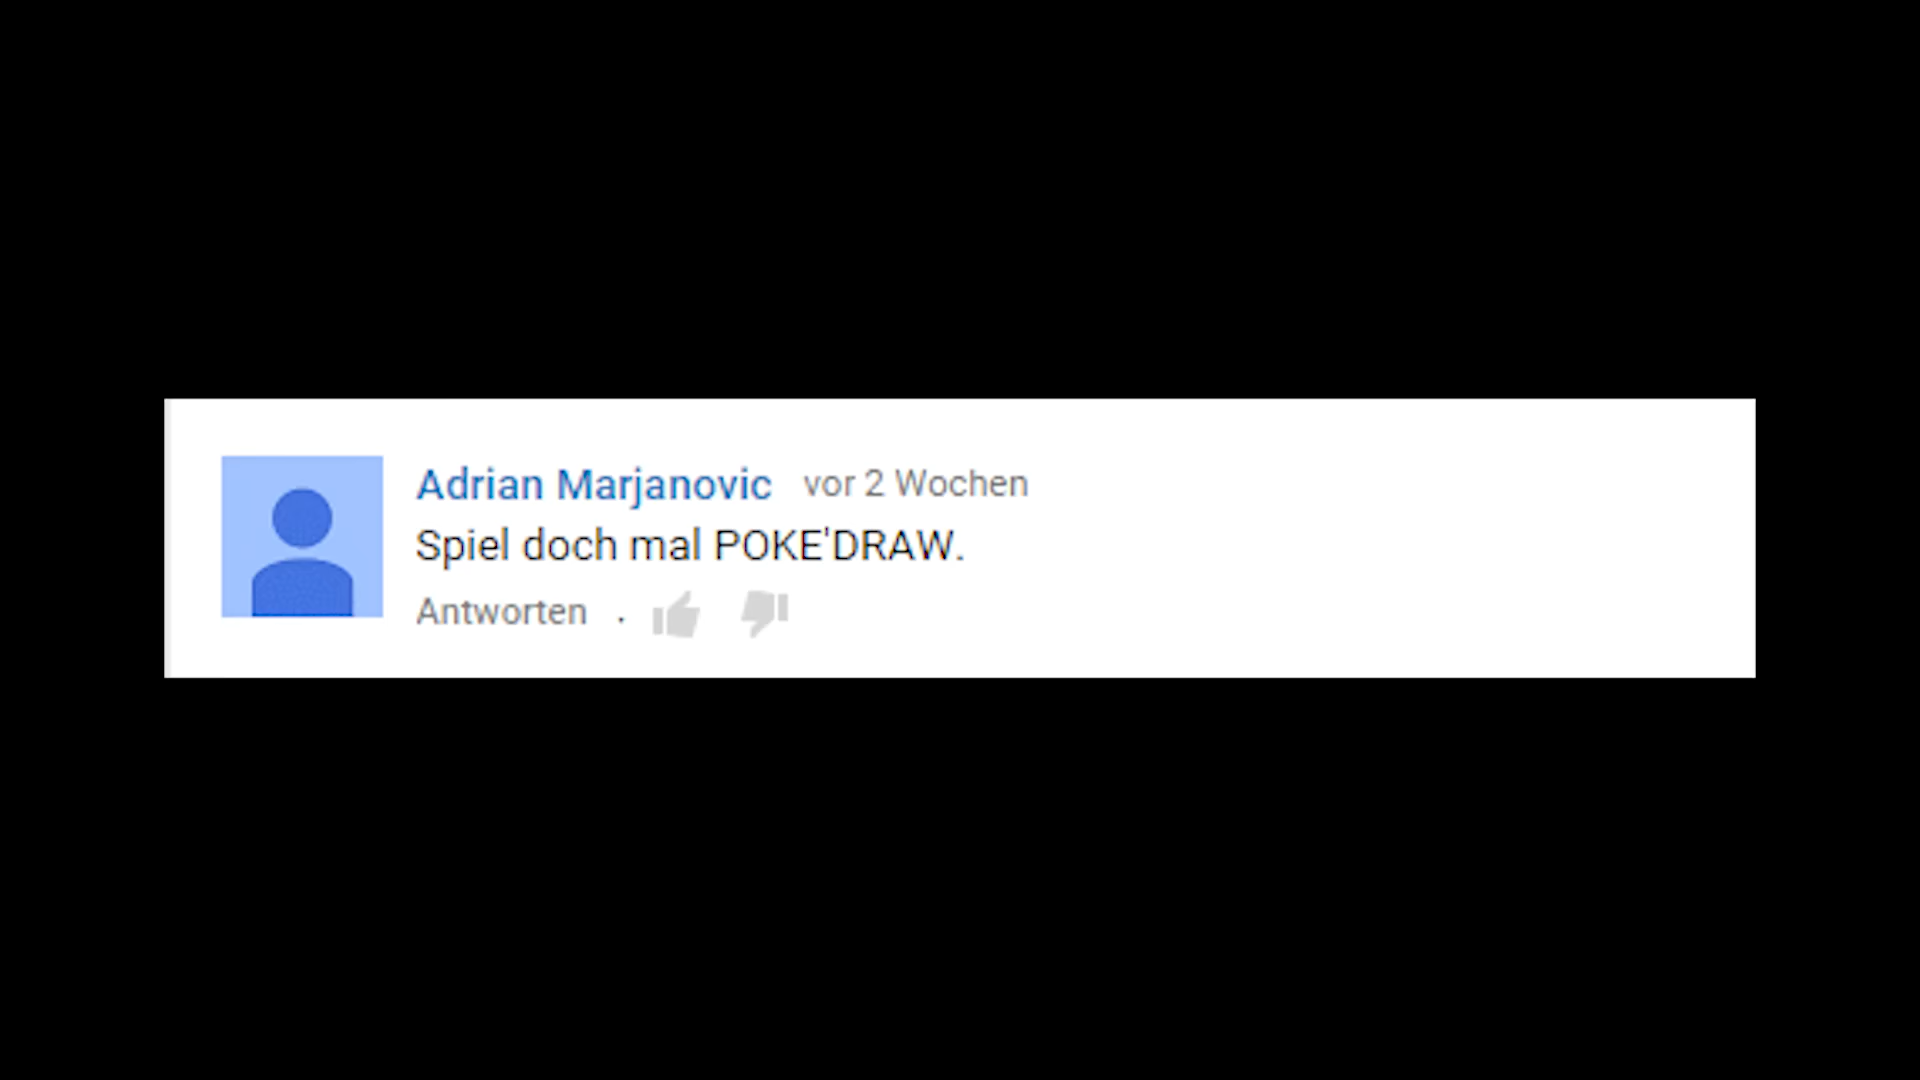 Adrian Marjanovic vor 2 Wochen
Spiel doch mal POKE'DRAW.
Antworten .